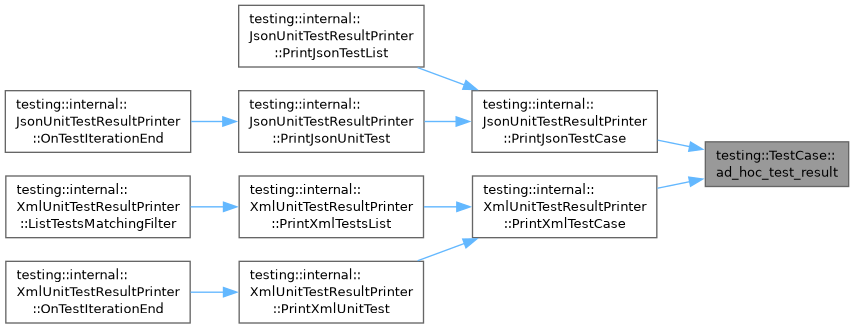 testing::internal::
JsonUnitTestResultPrinter
::PrintJsonTestList
testing::internal::
JsonUnitTestResultPrinter
::OnTestIterationEnd
testing::internal::
JsonUnitTestResultPrinter
::PrintJsonUnitTest
testing::internal::
JsonUnitTestResultPrinter
::PrintJsonTestCase
testing::TestCase::
ad_hoc_test_result
testing::internal::
XmlUnitTestResultPrinter
::ListTestsMatchingFilter
testing::internal::
XmlUnitTestResultPrinter
::PrintXmlTestsList
testing::internal::
XmlUnitTestResultPrinter
::PrintXmlTestCase
testing::internal::
XmlUnitTestResultPrinter
::OnTestIterationEnd
testing::internal::
XmlUnitTestResultPrinter
::PrintXmlUnitTest